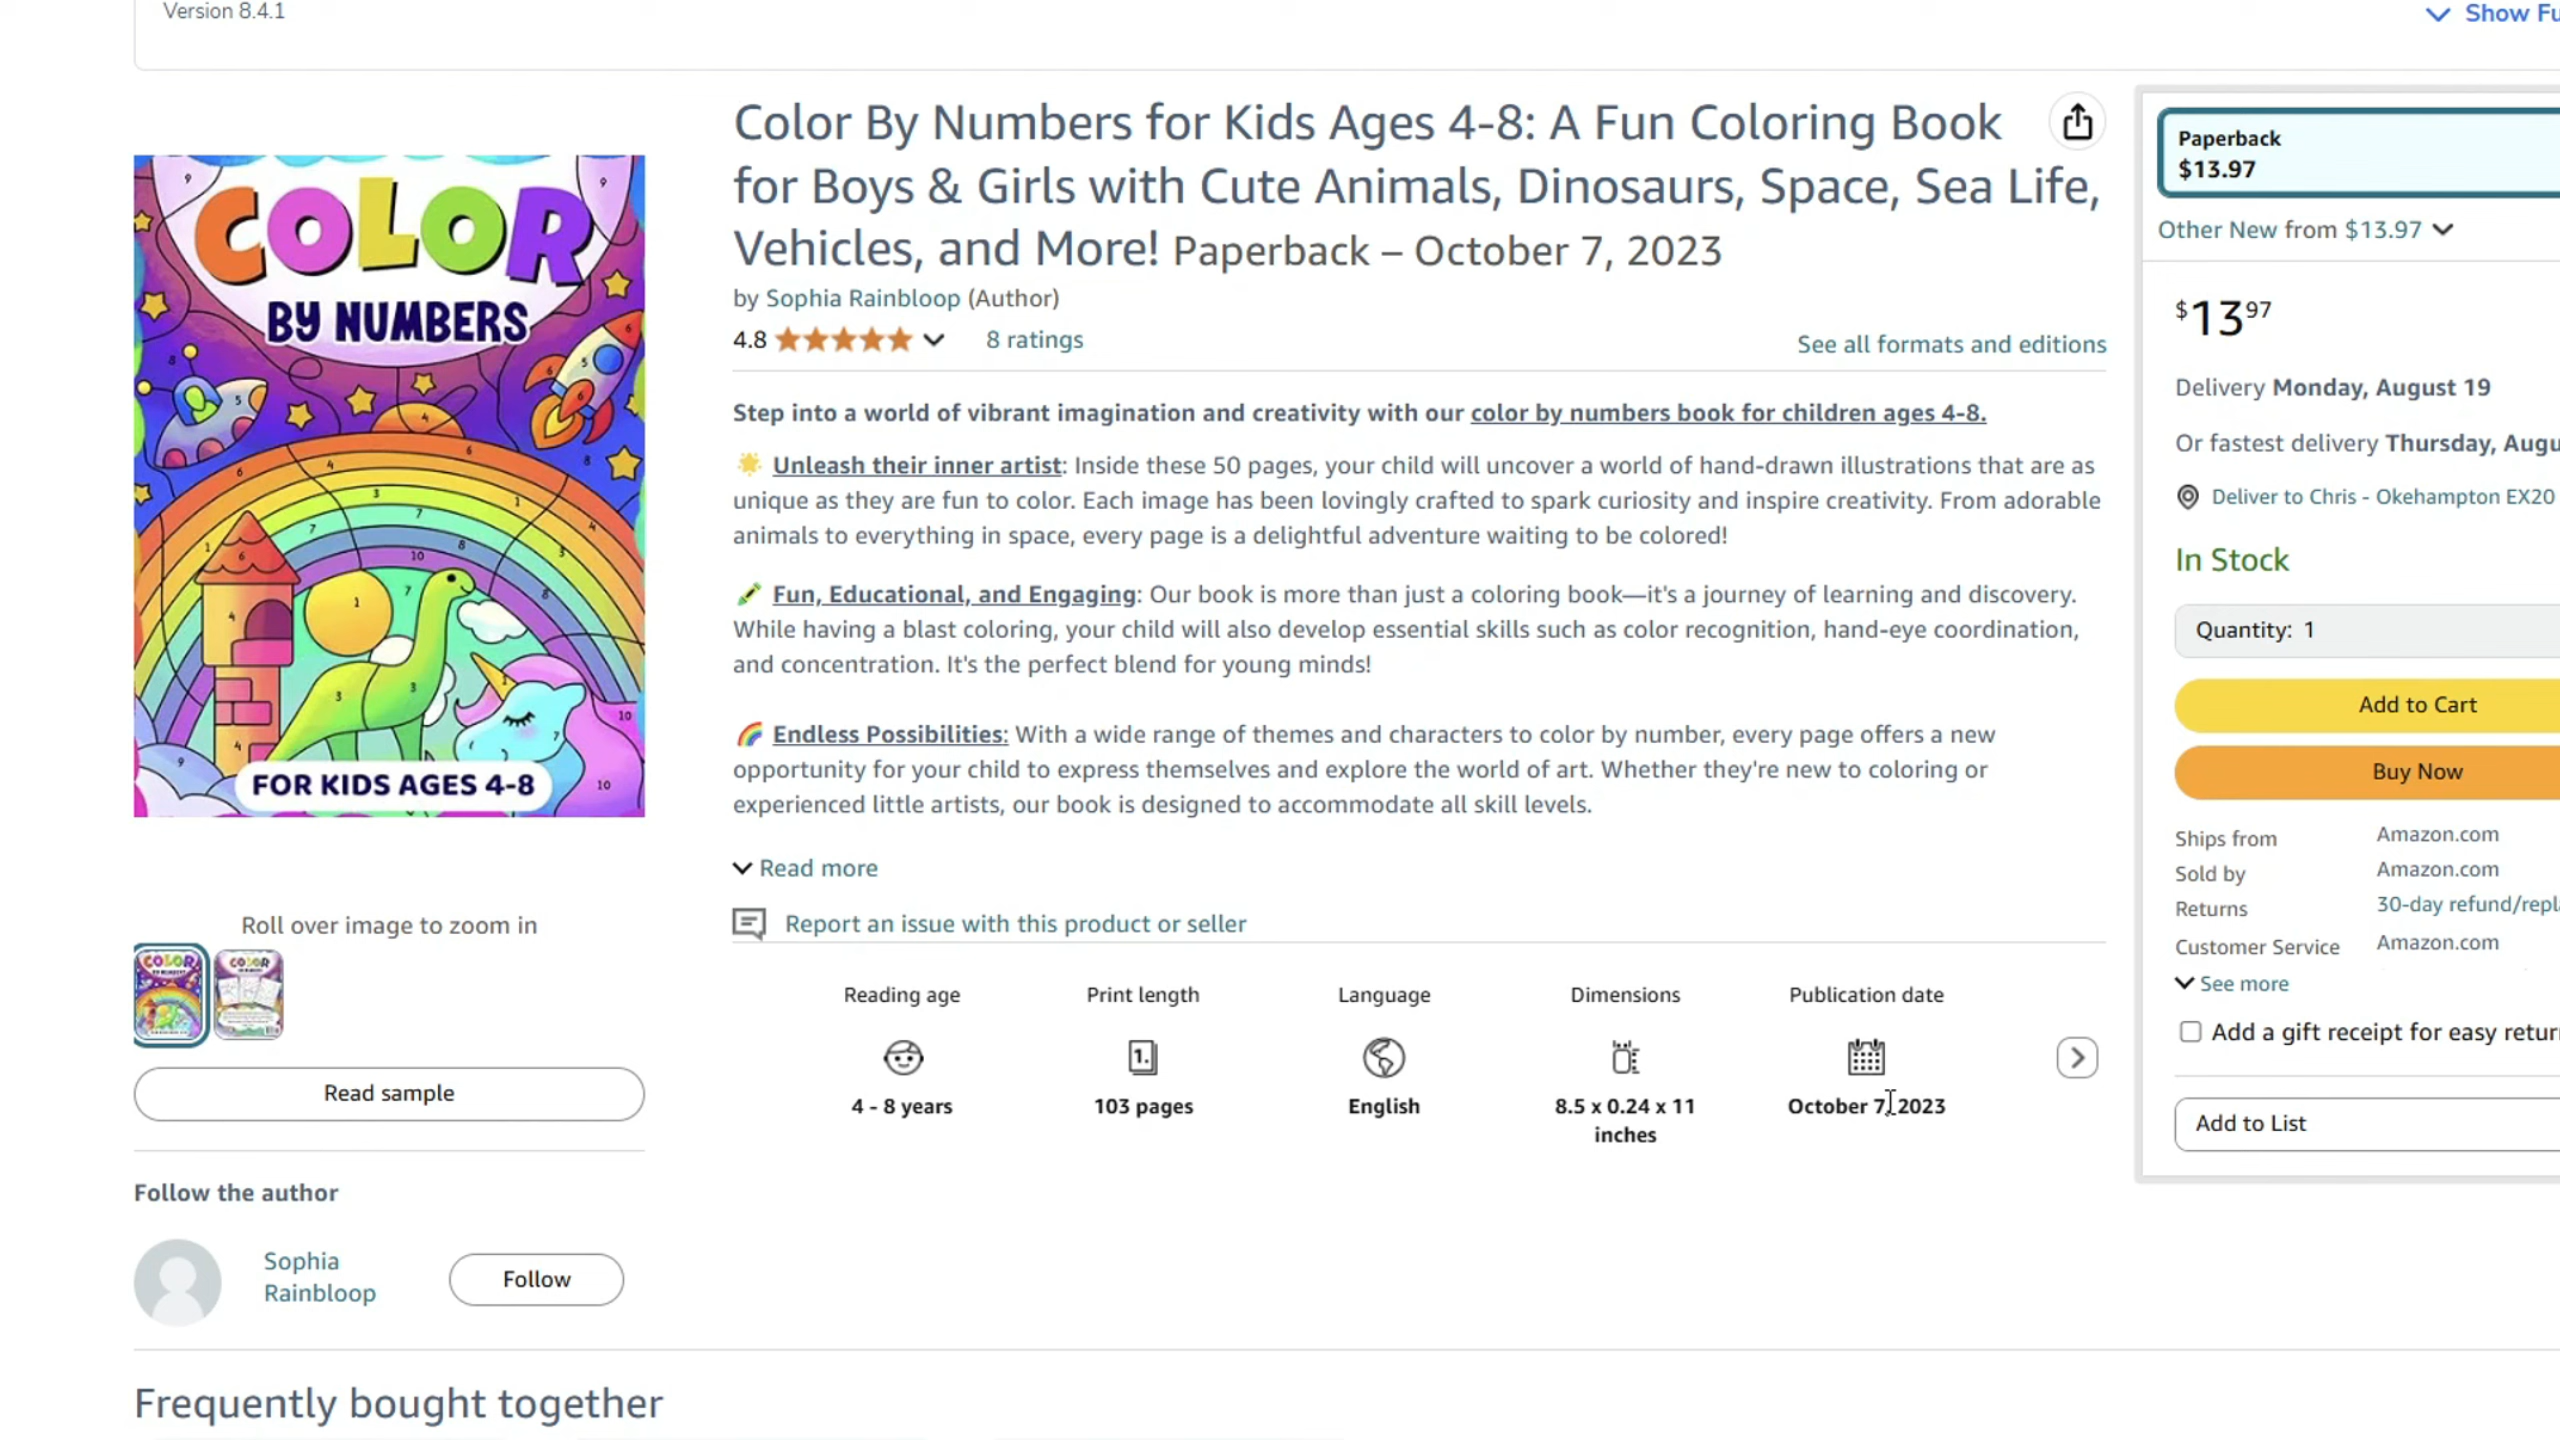 Version 8.4.1
Show Fu
COLOR
BY NUMBERS
FOR KIDS AGES 4-8
Roll over image to zoom in
Read sample
Follow the author
Sophia
Rainbloop
Follow
Color By Numbers for Kids Ages 4-8: A Fun Coloring Book
for Boys & Girls with Cute Animals, Dinosaurs, Space, Sea Life,
Vehicles, and More! Paperback – October 7, 2023
by Sophia Rainbloop (Author)
4.8 8 ratings
See all formats and editions
Step into a world of vibrant imagination and creativity with our color by numbers book for children ages 4-8.
🌟 Unleash their inner artist: Inside these 50 pages, your child will uncover a world of hand-drawn illustrations that are as
unique as they are fun to color. Each image has been lovingly crafted to spark curiosity and inspire creativity. From adorable
animals to everything in space, every page is a delightful adventure waiting to be colored!
🖍️ Fun, Educational, and Engaging: Our book is more than just a coloring book—it's a journey of learning and discovery.
While having a blast coloring, your child will also develop essential skills such as color recognition, hand-eye coordination,
and concentration. It's the perfect blend for young minds!
🌈 Endless Possibilities: With a wide range of themes and characters to color by number, every page offers a new
opportunity for your child to express themselves and explore the world of art. Whether they're new to coloring or
experienced little artists, our book is designed to accommodate all skill levels.
Read more
Report an issue with this product or seller
Reading age
4 - 8 years
Print length
103 pages
Language
English
Dimensions
8.5 x 0.24 x 11
inches
Publication date
October 7, 2023
Paperback
$13.97
Other New from $13.97
$13.97
Delivery Monday, August 19
Or fastest delivery Thursday, Augu
Deliver to Chris - Okehampton EX20
In Stock
Quantity: 1
Add to Cart
Buy Now
Ships from Amazon.com
Sold by Amazon.com
Returns 30-day refund/repl
Customer Service Amazon.com
See more
Add a gift receipt for easy retur
Add to List
Frequently bought together